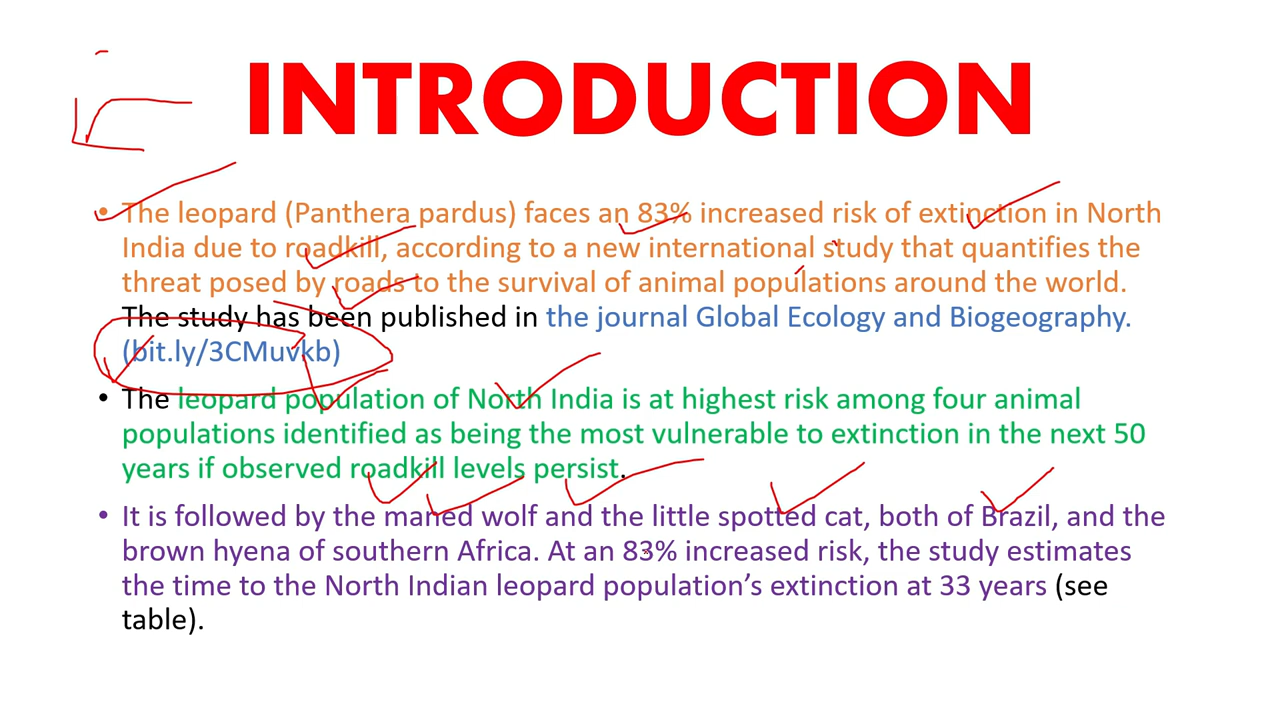 INTRODUCTION
• The leopard (Panthera pardus) faces an 83% increased risk of extinction in North
India due to roadkill, according to a new international study that quantifies the
threat posed by roads to the survival of animal populations around the world.
The study has been published in the journal Global Ecology and Biogeography.
(bit.ly/3CMuvkb)
• The leopard population of North India is at highest risk among four animal
populations identified as being the most vulnerable to extinction in the next 50
years if observed roadkill levels persist.
• It is followed by the maned wolf and the little spotted cat, both of Brazil, and the
brown hyena of southern Africa. At an 83% increased risk, the study estimates
the time to the North Indian leopard population’s extinction at 33 years (see
table).